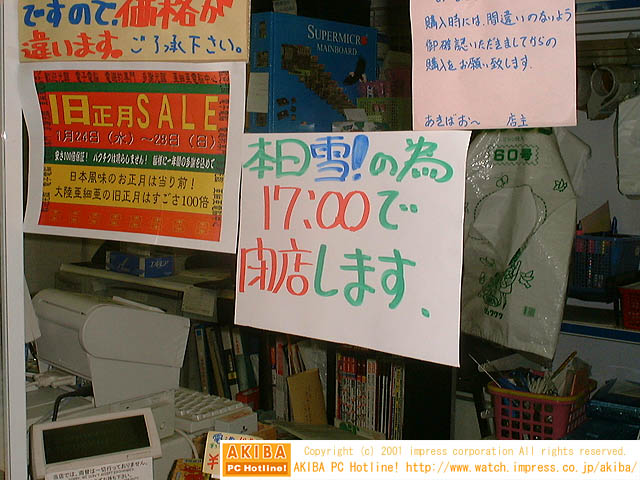 ですので、価格が
違います。ご了承下さい。
購入時には、間違いのないよう
御確認いただきましてからの
購入をお願い致します。
あきばお〜 店主
SUPERMICR
MAINBOARD
旧正月SALE
1月24日(水)〜28日(日)
日本風味のお正月は当り前!
大陸亜細亜の旧正月はすごさ100倍
本日雪!の為
17:00で
閉店します.
60号
AKIBA
PC Hotline!
Copyright (c) 2001 impress corporation All rights reserved.
AKIBA PC Hotline! http://www.watch.impress.co.jp/akiba/